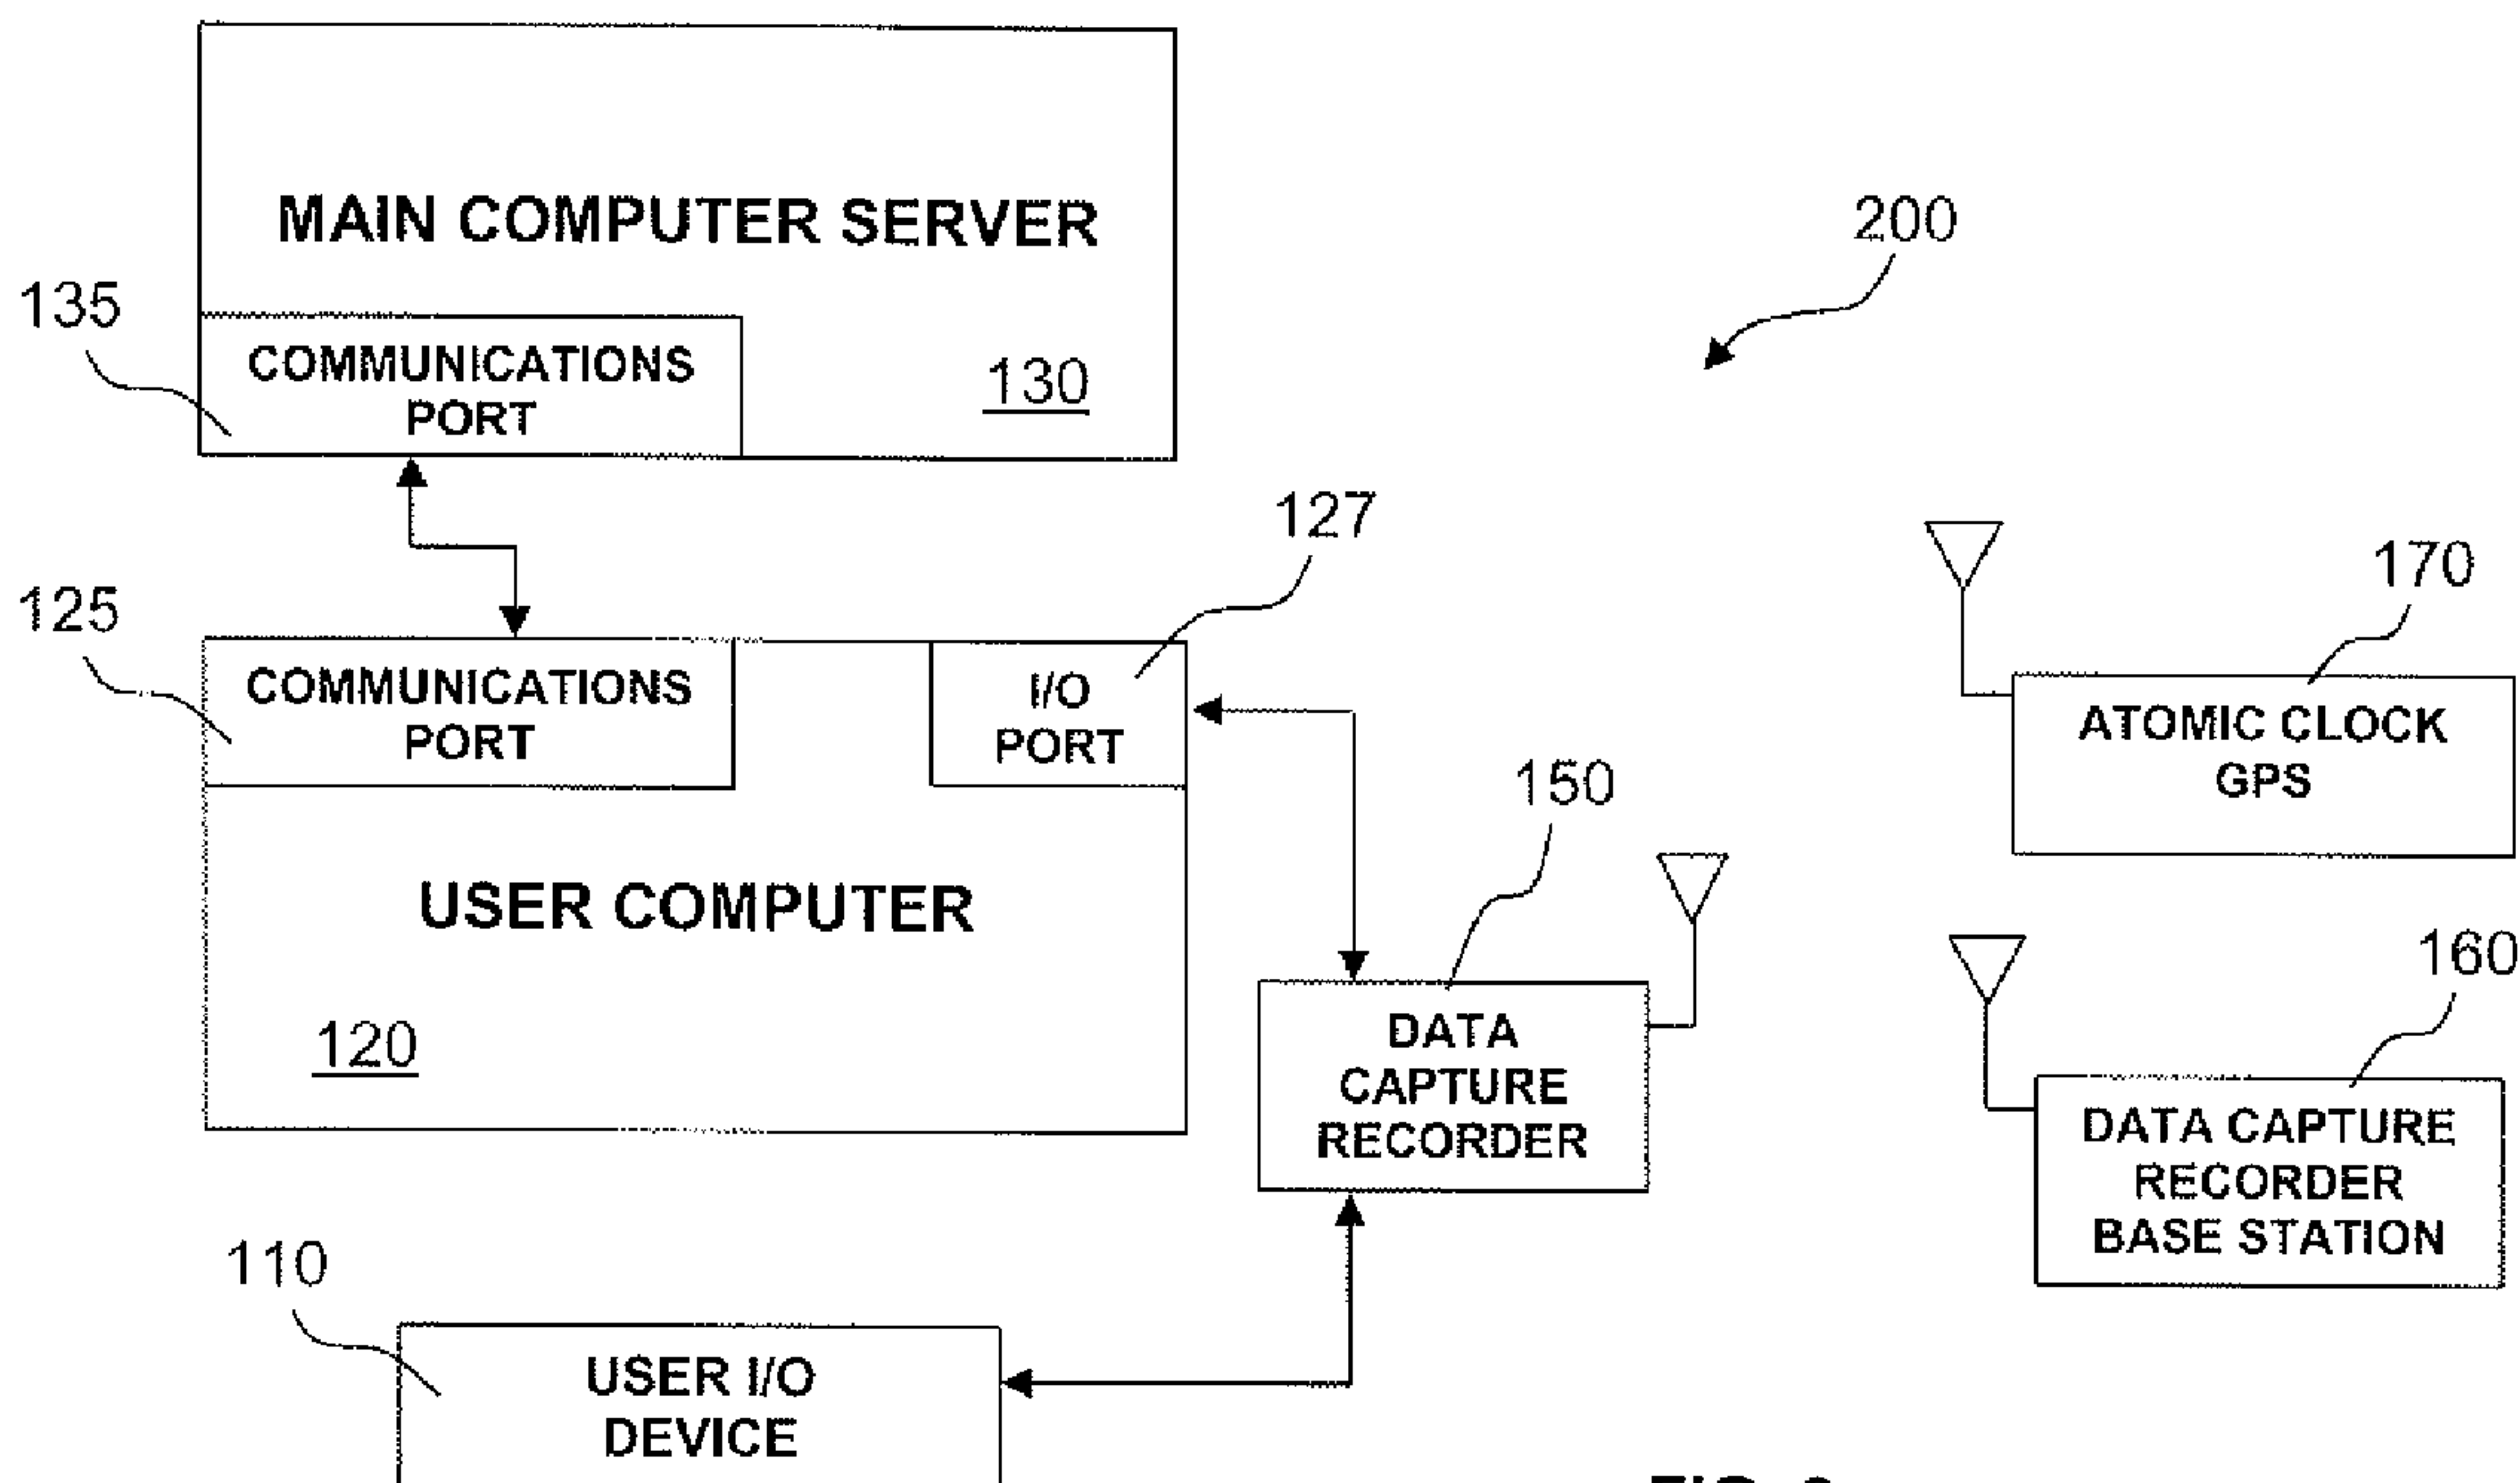 MAIN COMPUTER SERVER
200
135
COMMUNICATIONS
PORT
130
127
125
COMMUNICATIONS
PORT
I/O
PORT
170
ATOMIC CLOCK
GPS
150
USER COMPUTER
120
160
DATA
CAPTURE
RECORDER
DATA CAPTURE
RECORDER
BASE STATION
110
USER I/O
DEVICE